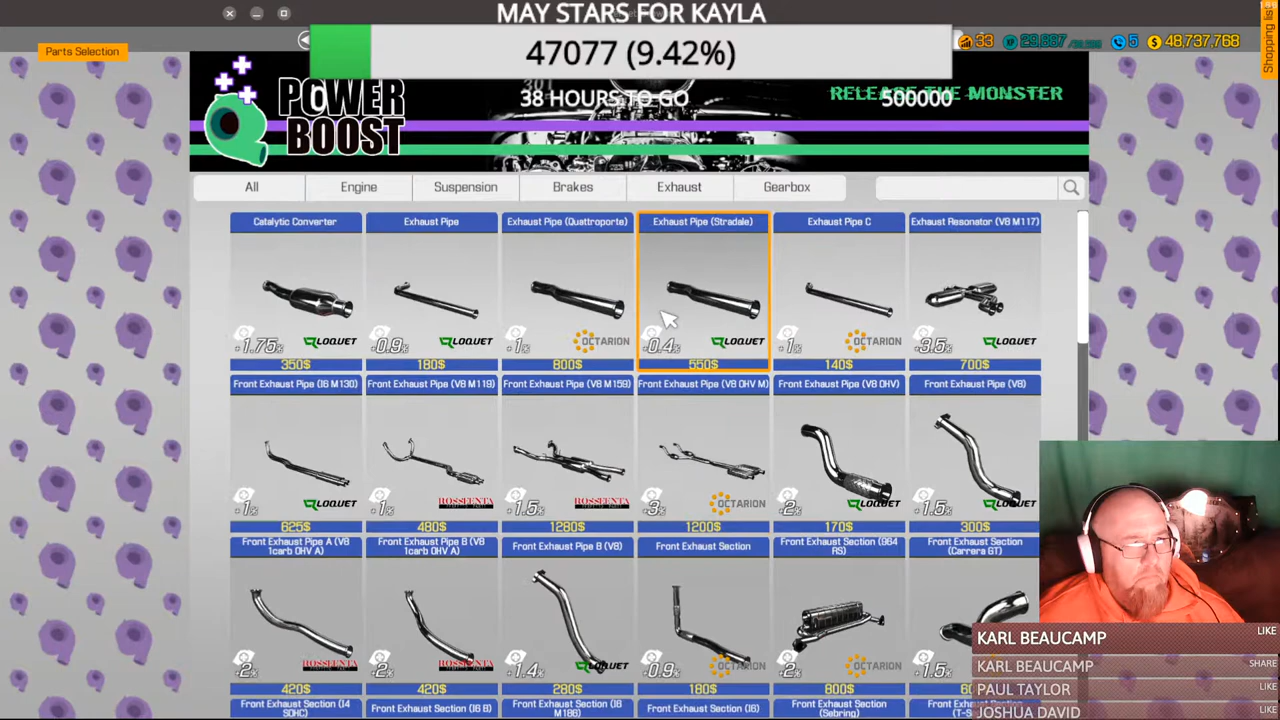 MAY STARS FOR KAYLA
47077 (9.42%)
38 HOURS TO GO
500000
Parts Selection
33
5
48,737,768
Shopping list
POWER BOOST
RELEASE THE MONSTER
All
Engine
Suspension
Brakes
Exhaust
Gearbox
Catalytic Converter
Exhaust Pipe
Exhaust Pipe (Quattroporte)
Exhaust Pipe (Stradale)
Exhaust Pipe C
Exhaust Resonator (V8 M117)
+1.75%
LOQUET
+0.9%
LOQUET
+1%
OCTARION
+0.4%
LOQUET
+1%
OCTARION
+3.5%
LOQUET
350$
180$
800$
550$
140$
700$
Front Exhaust Pipe (I6 M130)
Front Exhaust Pipe (V8 M119)
Front Exhaust Pipe (V8 M159)
Front Exhaust Pipe (V8 OHV M)
Front Exhaust Pipe (V8 OHV)
Front Exhaust Pipe (V8)
+1%
LOQUET
+1%
+1.5%
+3%
OCTARION
+2%
LOQUET
+1.5%
LOQUET
625$
480$
1280$
1200$
170$
300$
Front Exhaust Pipe A (V8 1carb OHV A)
Front Exhaust Pipe B (V8 1carb OHV A)
Front Exhaust Pipe B (V8)
Front Exhaust Section
Front Exhaust Section (964 RS)
Front Exhaust Section (Carrera GT)
+2%
+2%
+1.4%
LOQUET
+0.9%
OCTARION
+2%
OCTARION
+1.5%
420$
420$
280$
180$
800$
Front Exhaust Section (I4 SOHC)
Front Exhaust Section (I6 B)
Front Exhaust Section (I6 M186)
Front Exhaust Section (I6)
Front Exhaust Section (Sebring)
KARL BEAUCAMP LIKE
KARL BEAUCAMP SHARE
PAUL TAYLOR LIKE
JOSHUA DAVID LIKE